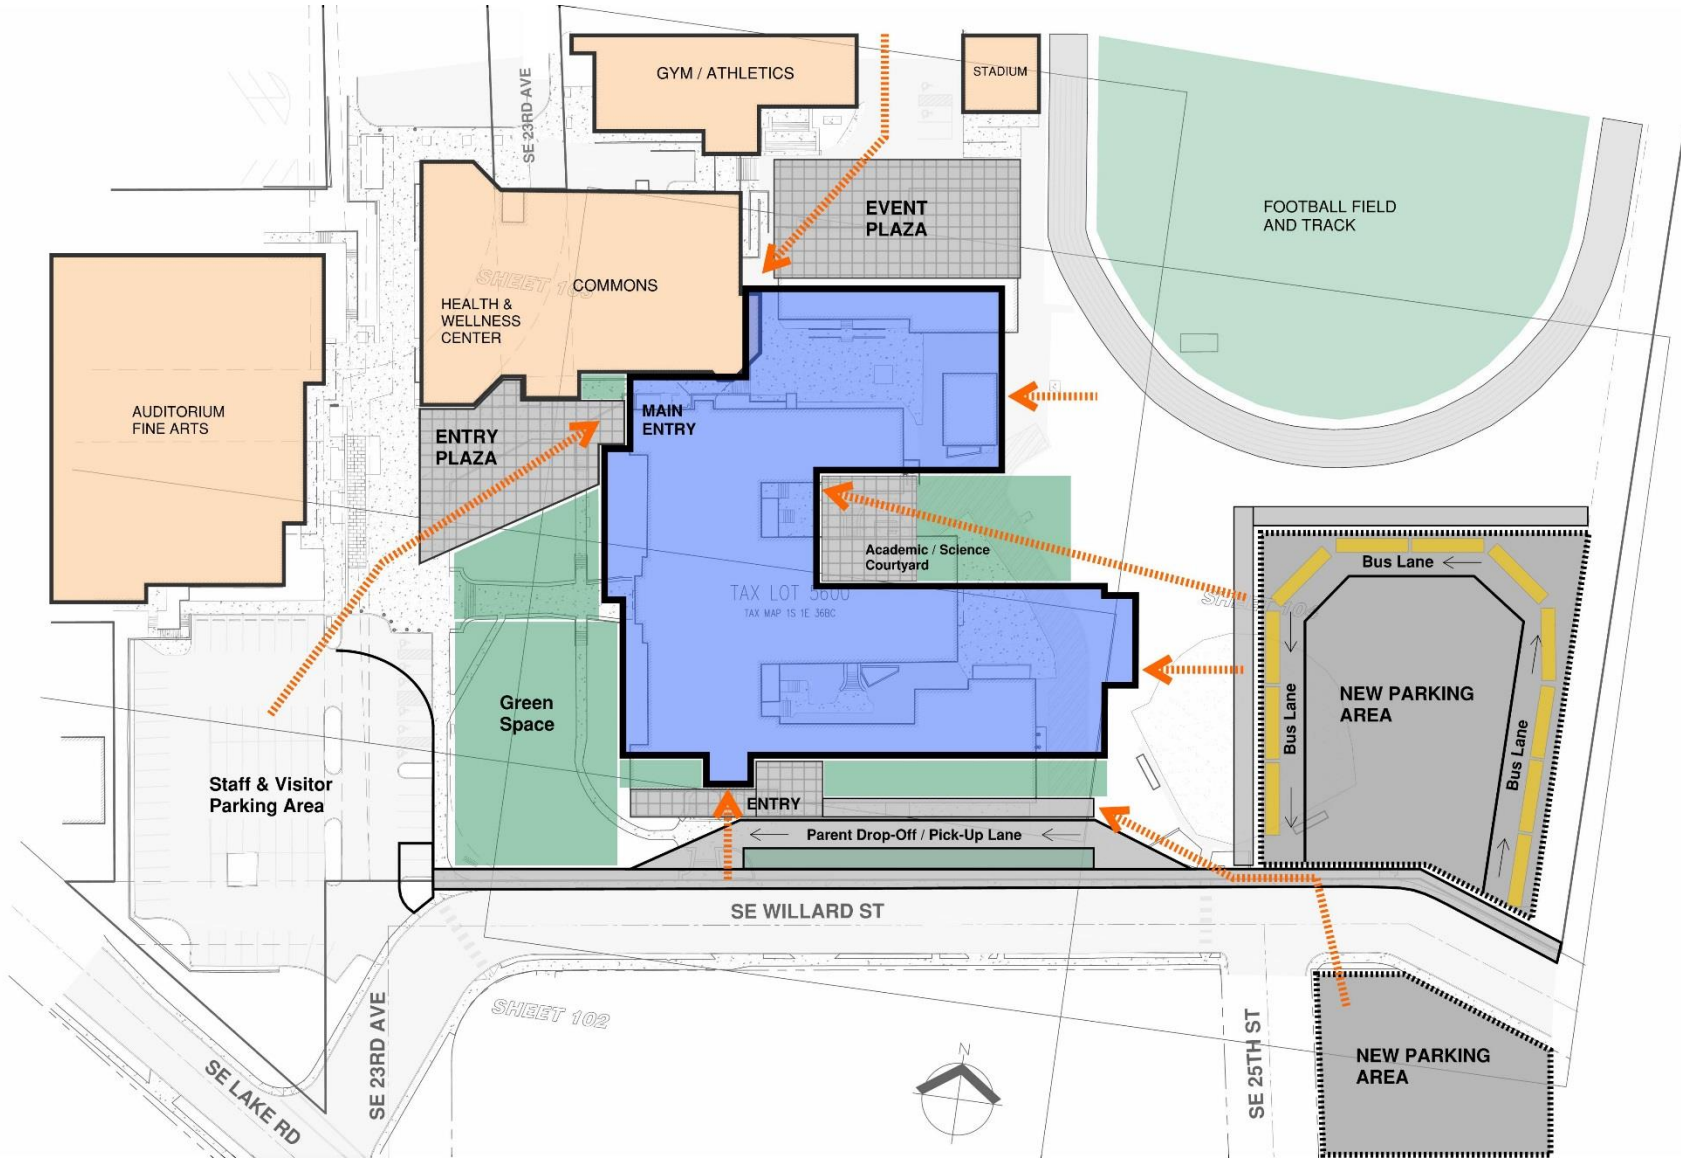 SE 23RD AVE
GYM / ATHLETICS
STADIUM
EVENT
PLAZA
FOOTBALL FIELD
AND TRACK
COMMONS
HEALTH &
WELLNESS
CENTER
AUDITORIUM
FINE ARTS
ENTRY
PLAZA
MAIN
ENTRY
Academic / Science
Courtyard
TAX LOT 5600
TAX MAP 1S 1E 36BC
Bus Lane
Bus Lane
Bus Lane
NEW PARKING
AREA
Green
Space
Staff & Visitor
Parking Area
ENTRY
Parent Drop-Off / Pick-Up Lane
SE WILLARD ST
SHEET 102
SE 23RD AVE
SE LAKE RD
N
SE 25TH ST
NEW PARKING
AREA